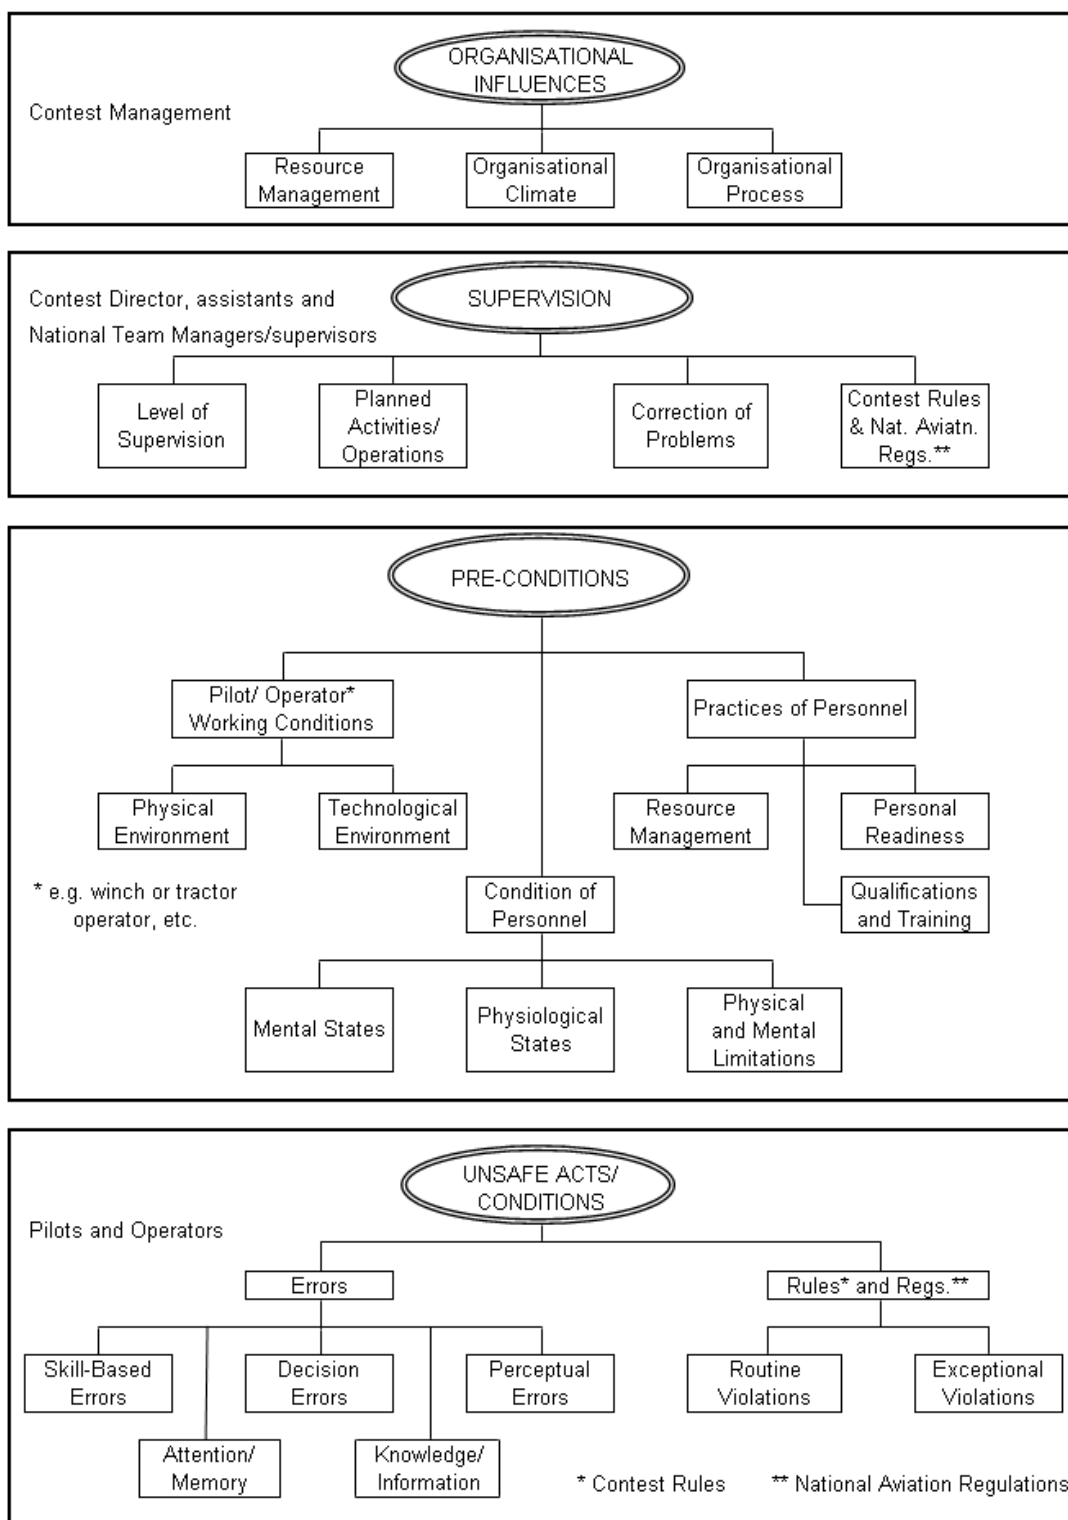 ORGANISATIONAL
INFLUENCES
Contest Management
Resource
Management
Organisational
Climate
Organisational
Process
SUPERVISION
Contest Director, assistants and
National Team Managers/supervisors
Level of
Supervision
Planned
Activities/
Operations
Correction of
Problems
Contest Rules
& Nat. Aviatn.
Regs.**
PRE-CONDITIONS
Pilot/ Operator*
Working Conditions
Practices of Personnel
Physical
Environment
Technological
Environment
Resource
Management
Personal
Readiness
* e.g. winch or tractor
operator, etc.
Condition of
Personnel
Qualifications
and Training
Mental States
Physiological
States
Physical
and Mental
Limitations
UNSAFE ACTS/
CONDITIONS
Pilots and Operators
Errors
Rules* and Regs.**
Skill-Based
Errors
Decision
Errors
Perceptual
Errors
Routine
Violations
Exceptional
Violations
Attention/
Memory
Knowledge/
Information
* Contest Rules
** National Aviation Regulations